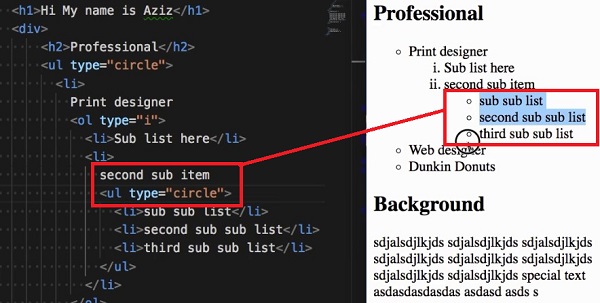 <h1>Hi My name is Aziz</h1>
<div>
<h2>Professional</h2>
<ul type="circle">
<li>
Print designer
<ol type="i">
<li>Sub list here</li>
<li>
second sub item
<ul type="circle">
<li>sub sub list</li>
<li>second sub sub list</li>
<li>third sub sub list</li>
</ul>
</li>
</ol>
Professional
Print designer
i. Sub list here
ii. second sub item
sub sub list
second sub sub list
third sub sub list
Web designer
Dunkin Donuts
Background
sdjalsdjlkjds sdjalsdjlkjds sdjalsdjlkjds
sdjalsdjlkjds sdjalsdjlkjds sdjalsdjlkjds
sdjalsdjlkjds sdjalsdjlkjds special text
asdasdasdasdas asdasd asds s